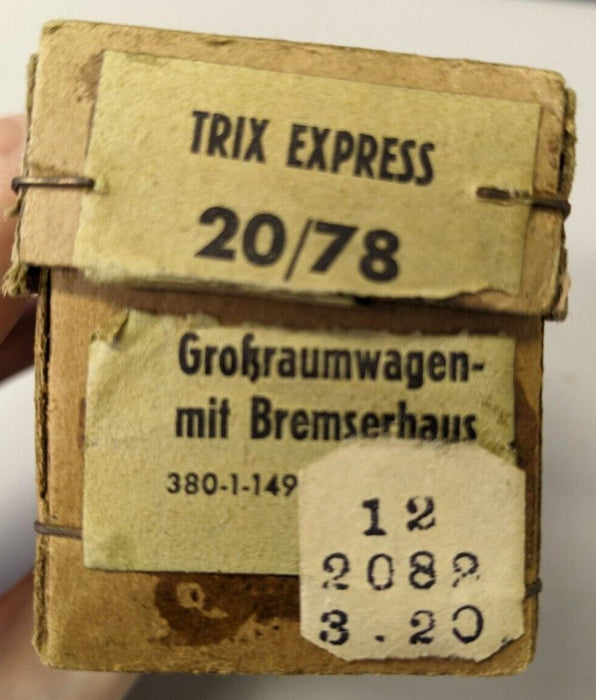 TRIX EXPRESS
20/78
Großraumwagen-
mit Bremserhaus
380-1-149
12
2082
3.20